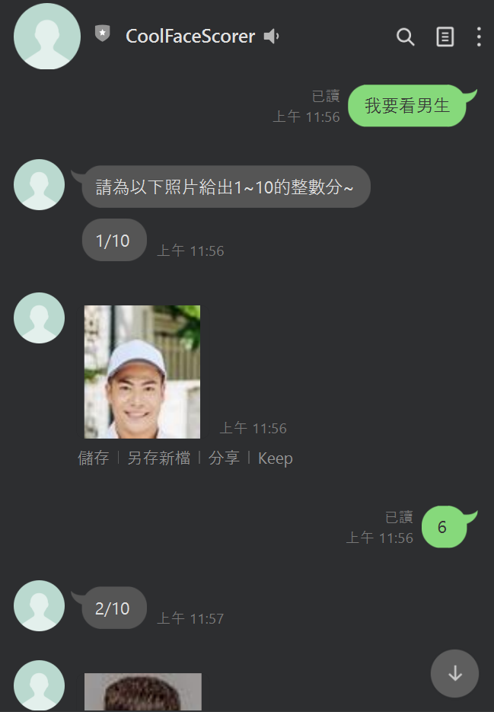 CoolFaceScorer
已讀
上午 11:56
我要看男生
請為以下照片給出1~10的整數分~
1/10
上午 11:56
上午 11:56
儲存｜另存新檔｜分享｜Keep
已讀
上午 11:56
6
2/10
上午 11:57